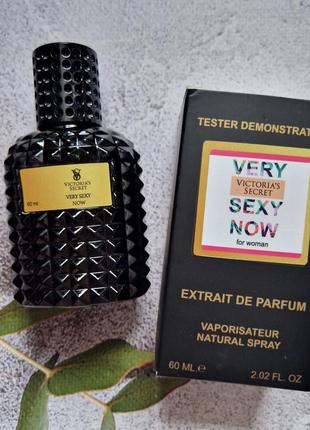 VICTORIA'S SECRET
VERY SEXY
NOW
60 ml
TESTER DEMONSTRAT
VERY
VICTORIA'S
SECRET
SEXY
NOW
for woman
EXTRAIT DE PARFUM
VAPORISATEUR
NATURAL SPRAY
60 ML.e 2.02 FL. OZ